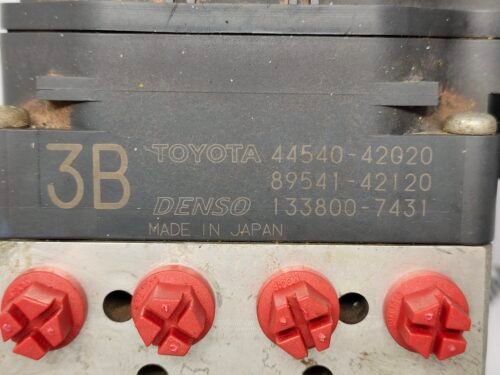 3B
TOYOTA 44540-42020
89541-42120
DENSO 133800-7431
MADE IN JAPAN